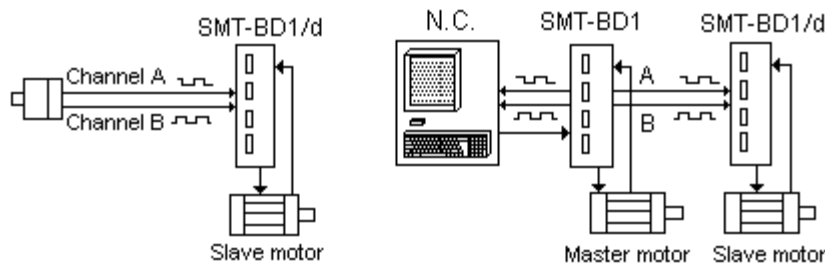 SMT-BD1/d
Channel A
Channel B
Slave motor
N.C. SMT-BD1 SMT-BD1/d
A
B
Master motor Slave motor